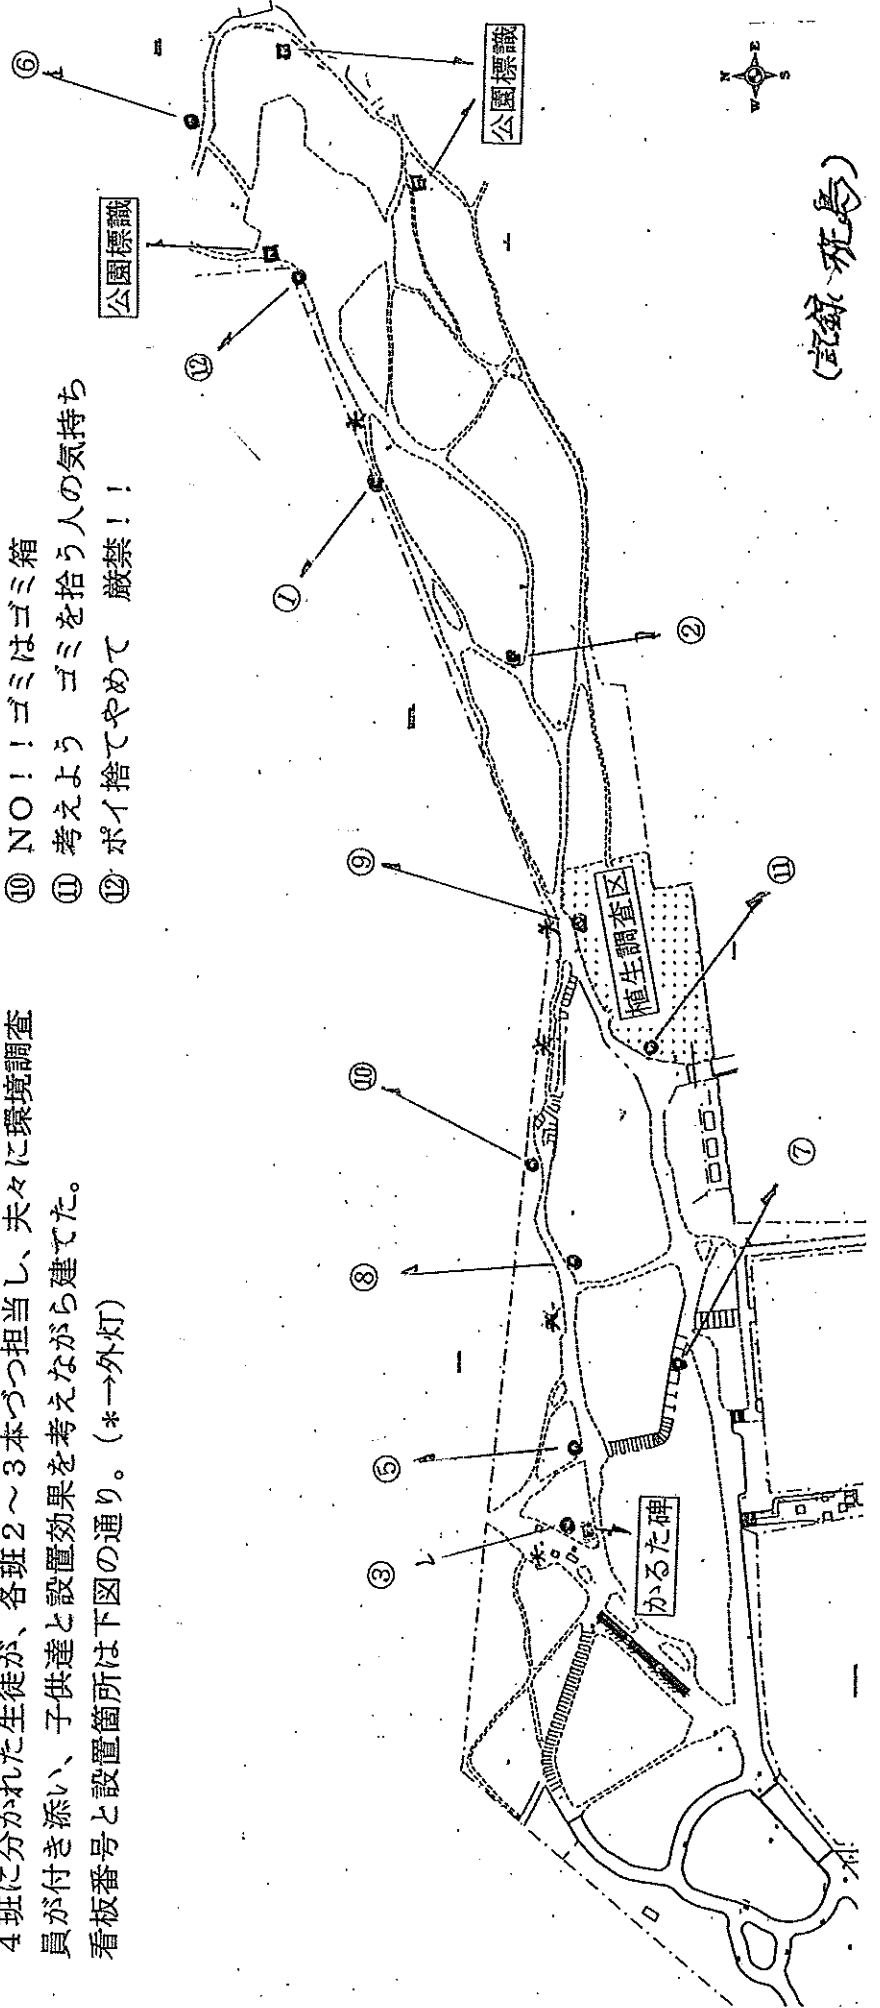 4班に分かれた生徒が、各班2~3本づつ担当し、夫々に環境調査
員が付き添い、子供達と設置効果を考えながら建てた。
看板番号と設置箇所は下図の通り。(*→外灯)
⑩ NO!!ゴミはゴミ箱
⑪ 考えよう ゴミを拾う人の気持ち
⑫ ポイ捨てやめて 厳禁!!
⑥
公園標識
公園標識
⑫
①
②
⑨
植生調査区
⑪
⑩
⑧
⑦
⑤
③
かるた碑
N
E
S
W